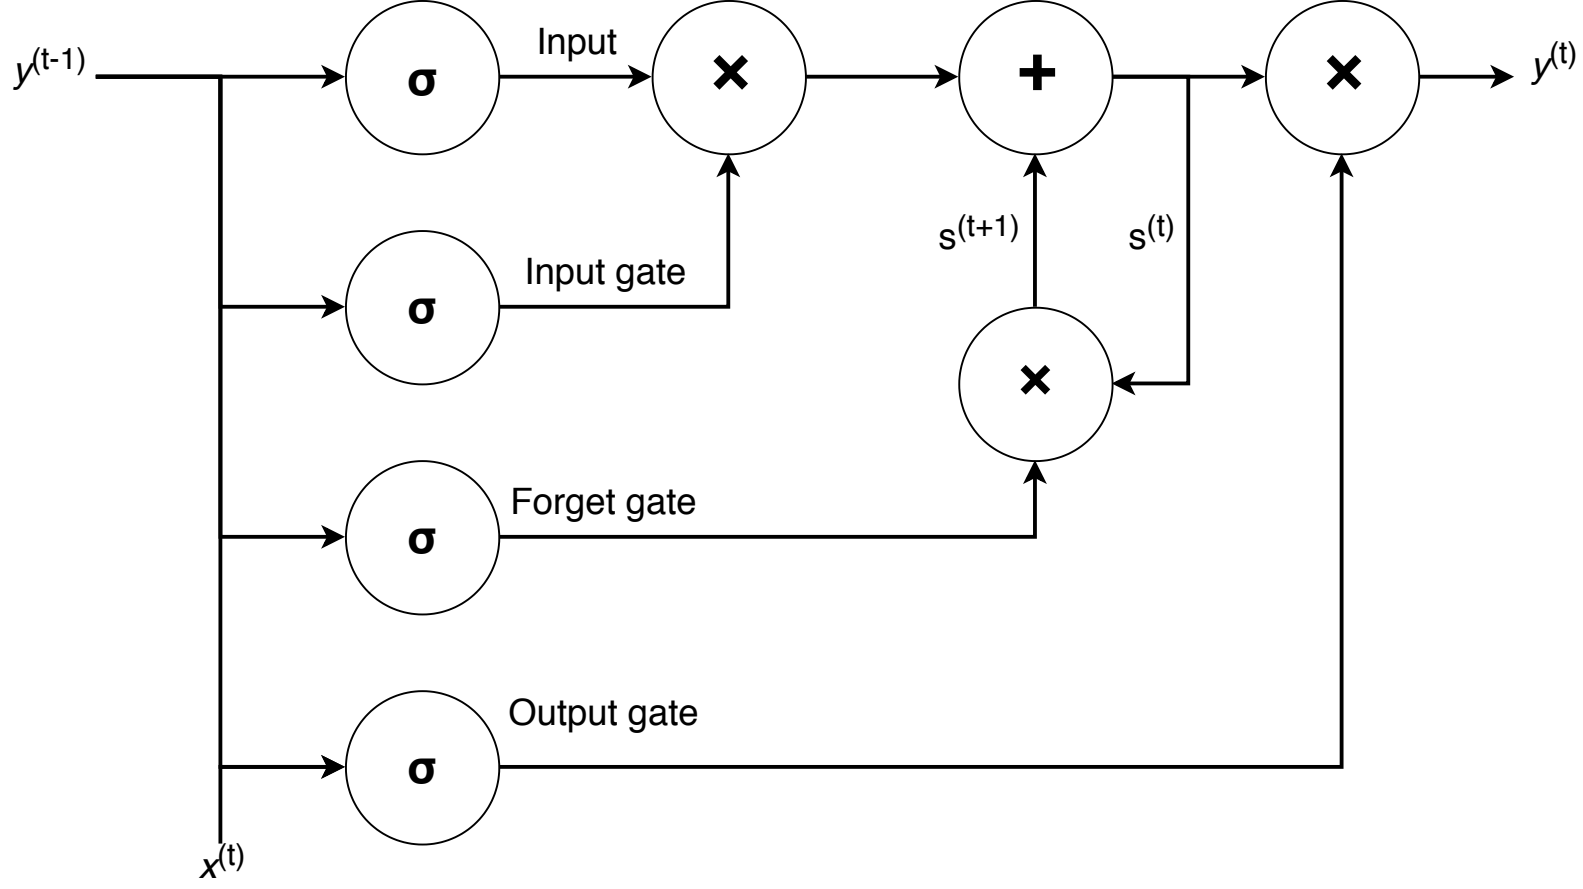 y(t-1)
σ
Input
×
+
×
y(t)
s(t+1)
s(t)
σ
Input gate
×
σ
Forget gate
σ
Output gate
x(t)